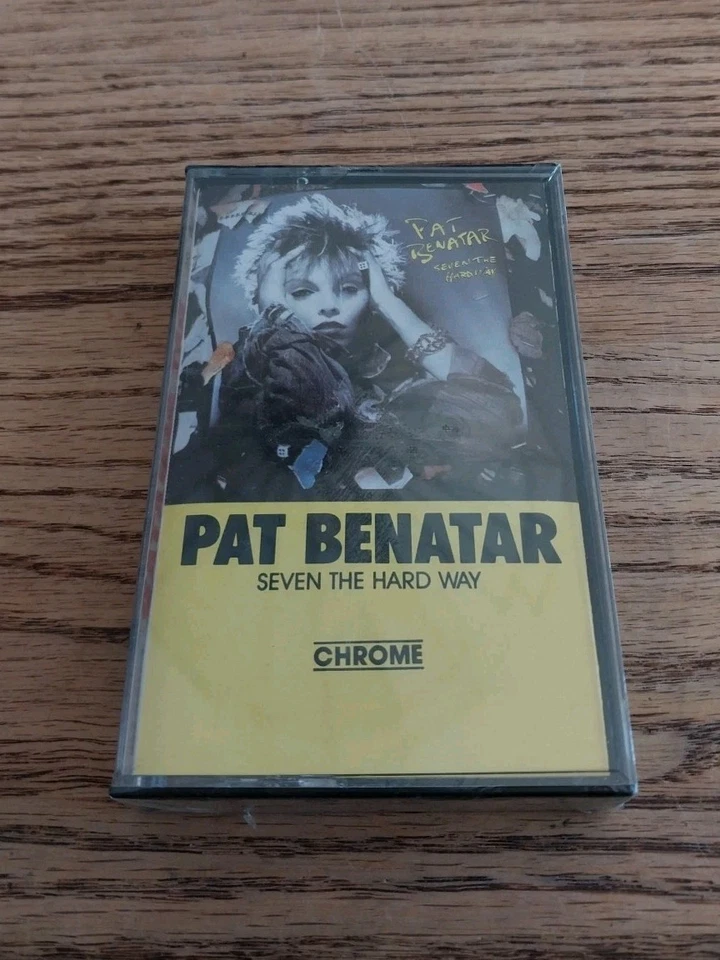 PAT
BENATAR
SEVEN THE
HARD WAY
PAT BENATAR
SEVEN THE HARD WAY
CHROME